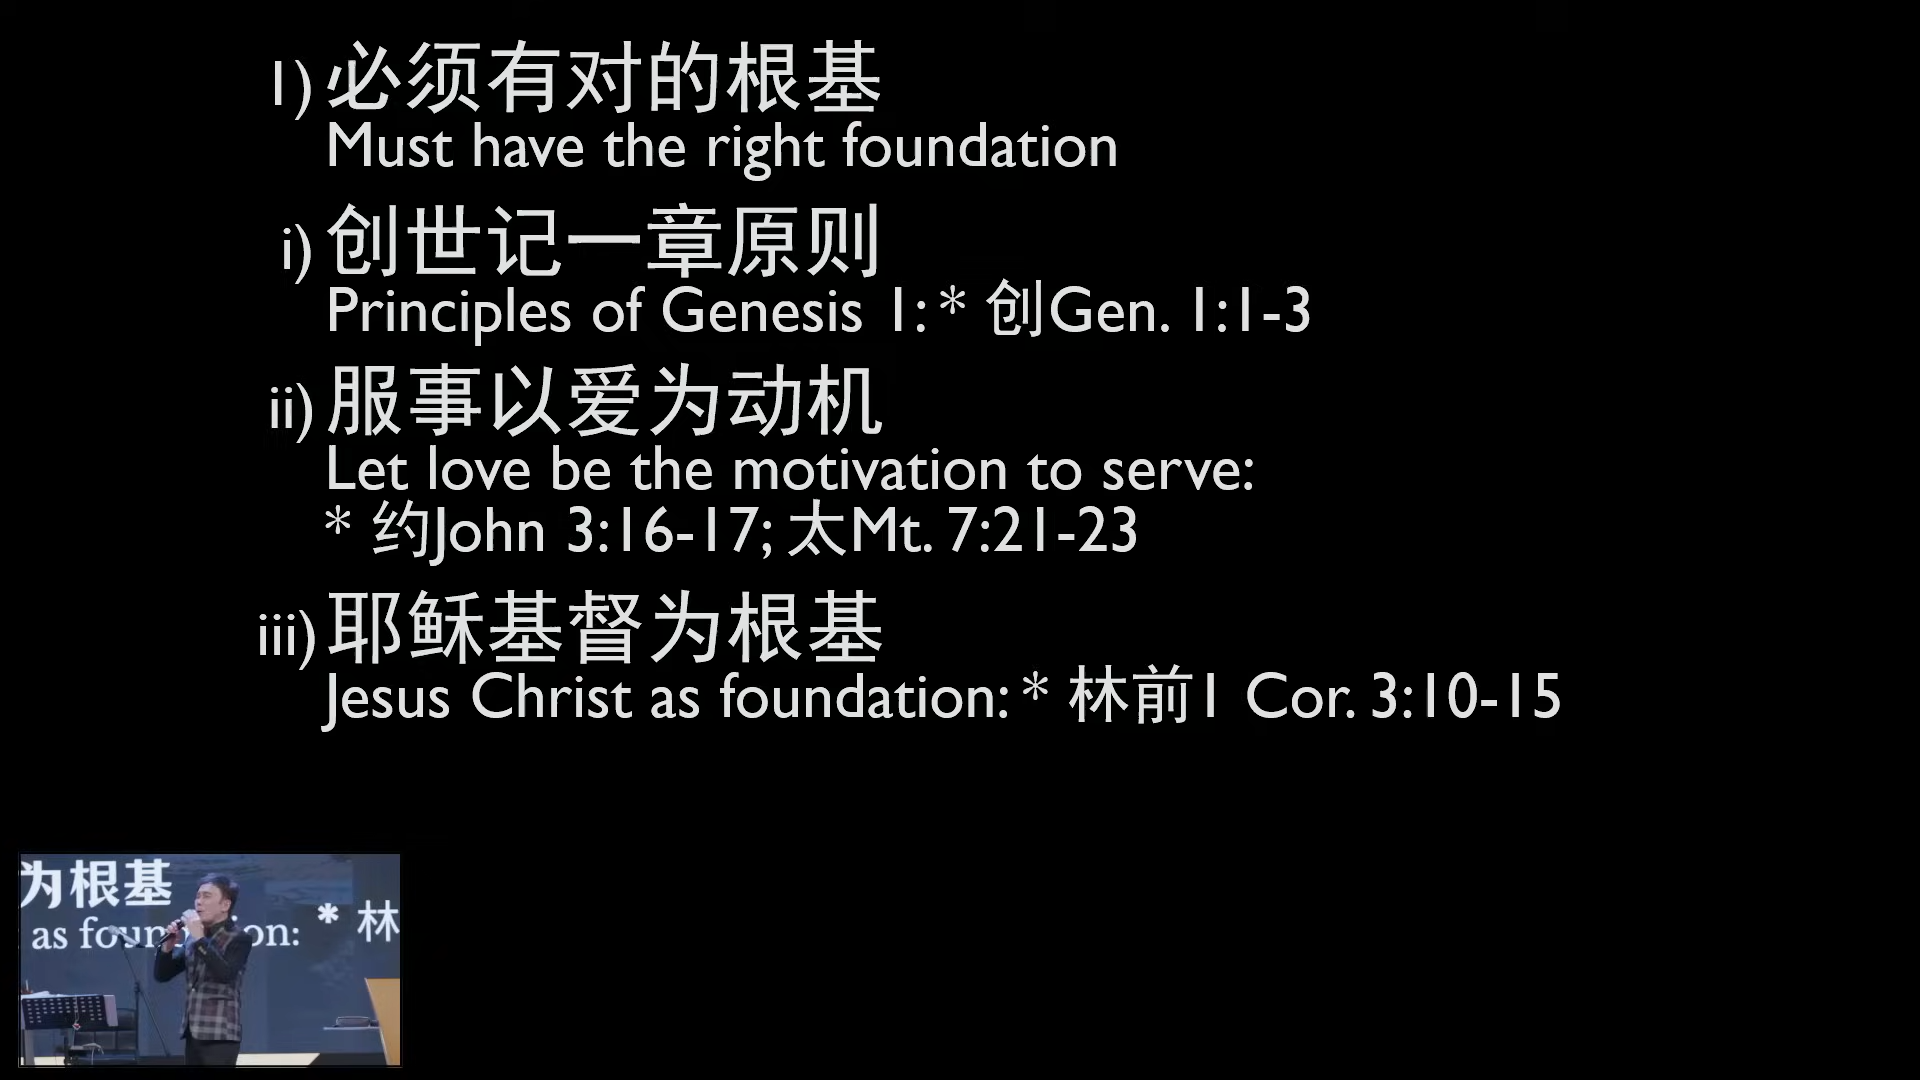 1) 必须有对的根基
Must have the right foundation
i) 创世记一章原则
Principles of Genesis 1: * 创Gen. 1:1-3
ii) 服事以爱为动机
Let love be the motivation to serve:
* 约John 3:16-17; 太Mt. 7:21-23
iii) 耶稣基督为根基
Jesus Christ as foundation: * 林前1 Cor. 3:10-15
为根基
as foundation: * 林